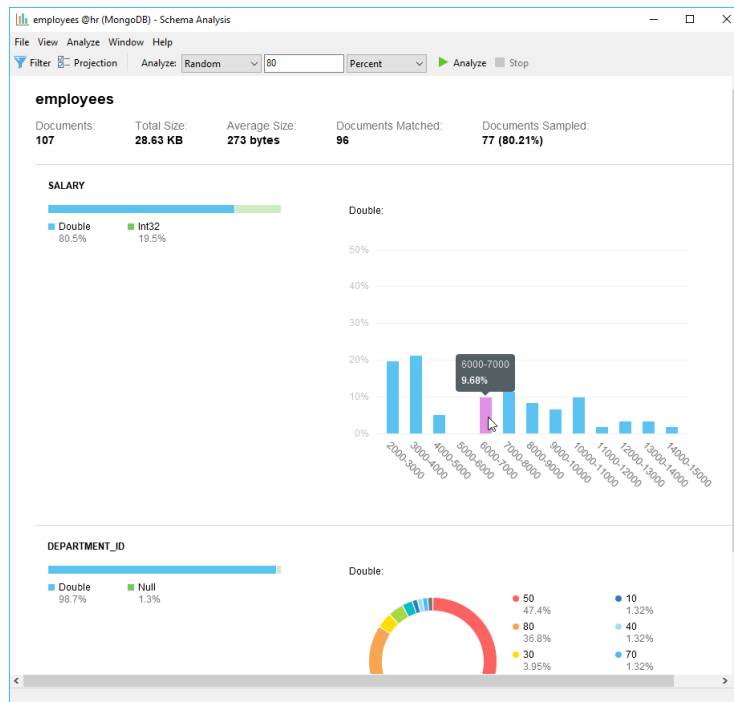 employees @hr (MongoDB) - Schema Analysis
File View Analyze Window Help
Filter Projection Analyze: Random 80 Percent Analyze Stop
employees
Documents: Total Size: Average Size: Documents Matched: Documents Sampled:
107 28.63 KB 273 bytes 96 77 (80.21%)
SALARY
Double Int32
80.5% 19.5%
Double:
50%
40%
30%
20%
10%
0%
6000-7000
9.68%
2000-3000
3000-4000
4000-5000
5000-6000
6000-7000
7000-8000
8000-9000
9000-10000
10000-11000
11000-12000
12000-13000
13000-14000
14000-15000
DEPARTMENT_ID
Double Null
98.7% 1.3%
Double:
50 10
47.4% 1.32%
80 40
36.8% 1.32%
30 70
3.95% 1.32%